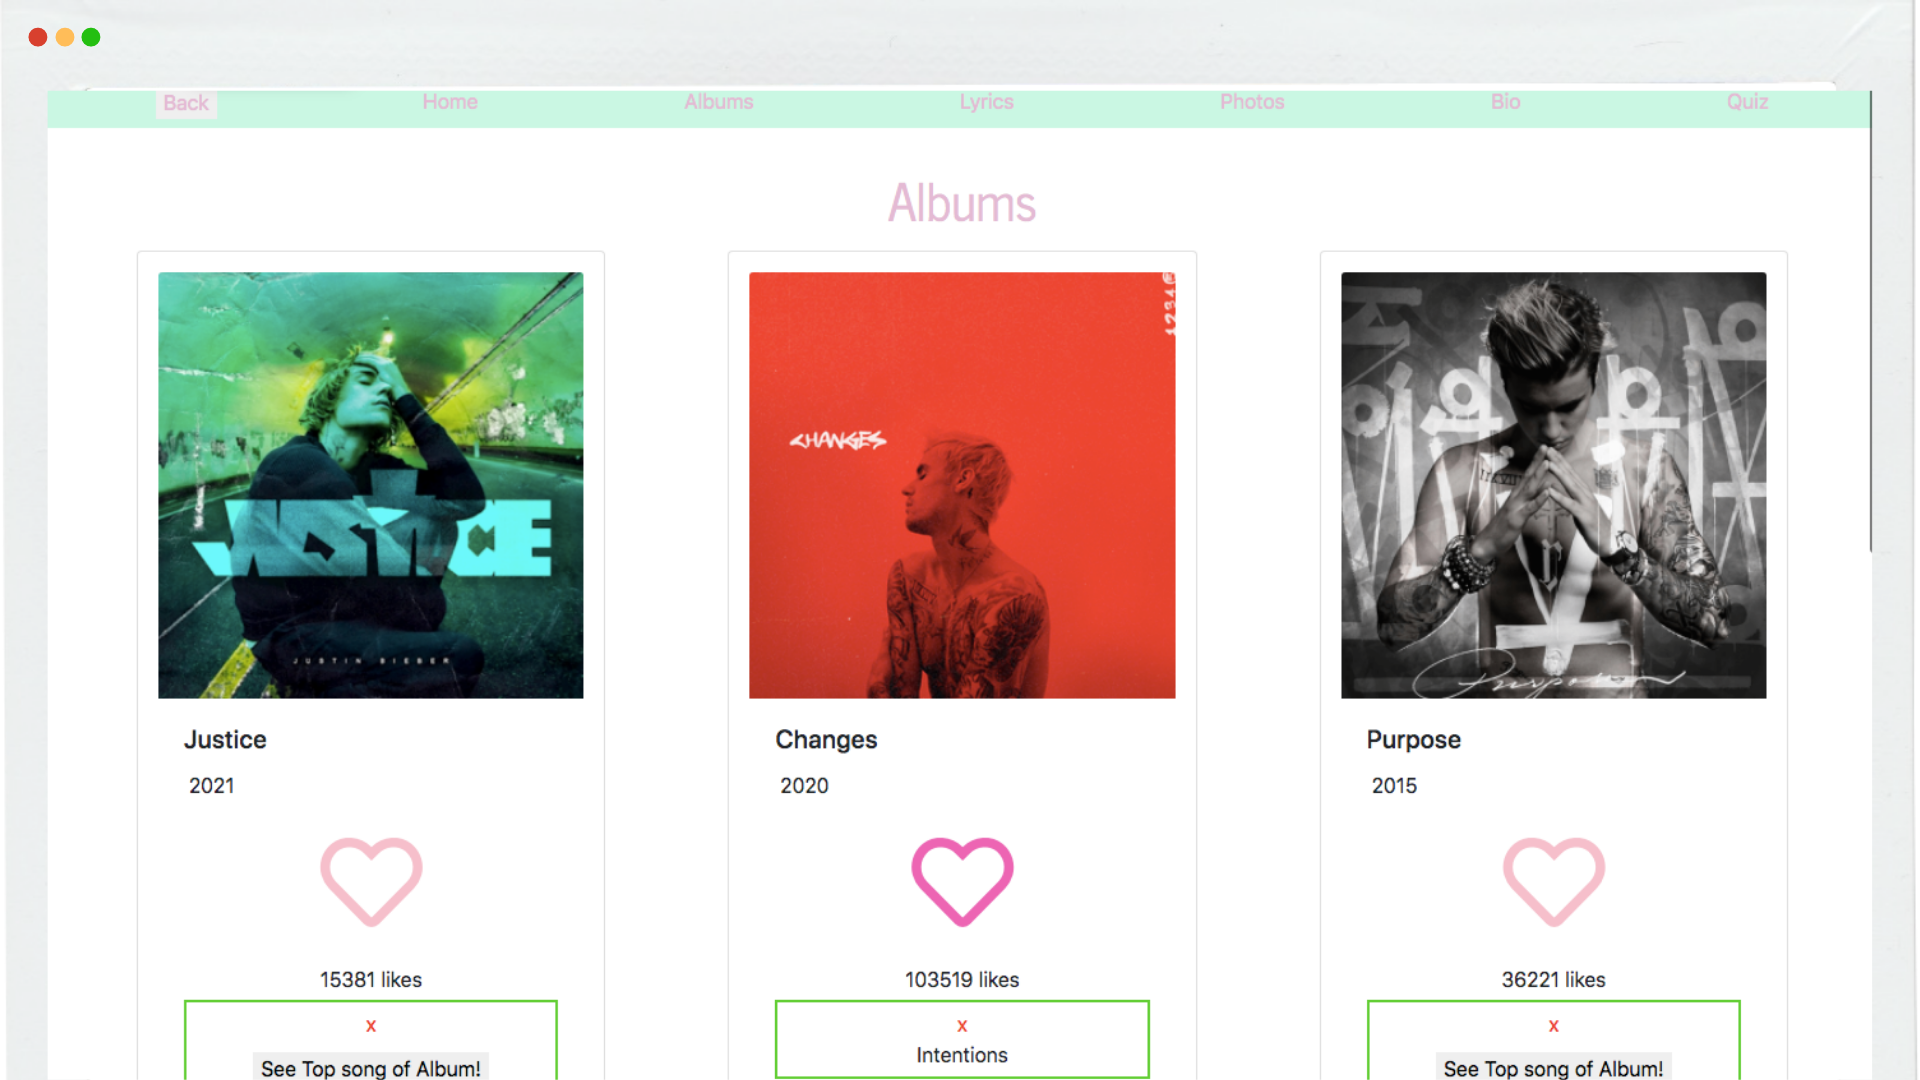 Back Home Albums Lyrics Photos Bio Quiz
Albums
JUSTICE
JUSTIN BIEBER
CHANGES
1234
Purpose
Justice
2021
15381 likes
x
See Top song of Album!
Changes
2020
103519 likes
x
Intentions
Purpose
2015
36221 likes
x
See Top song of Album!